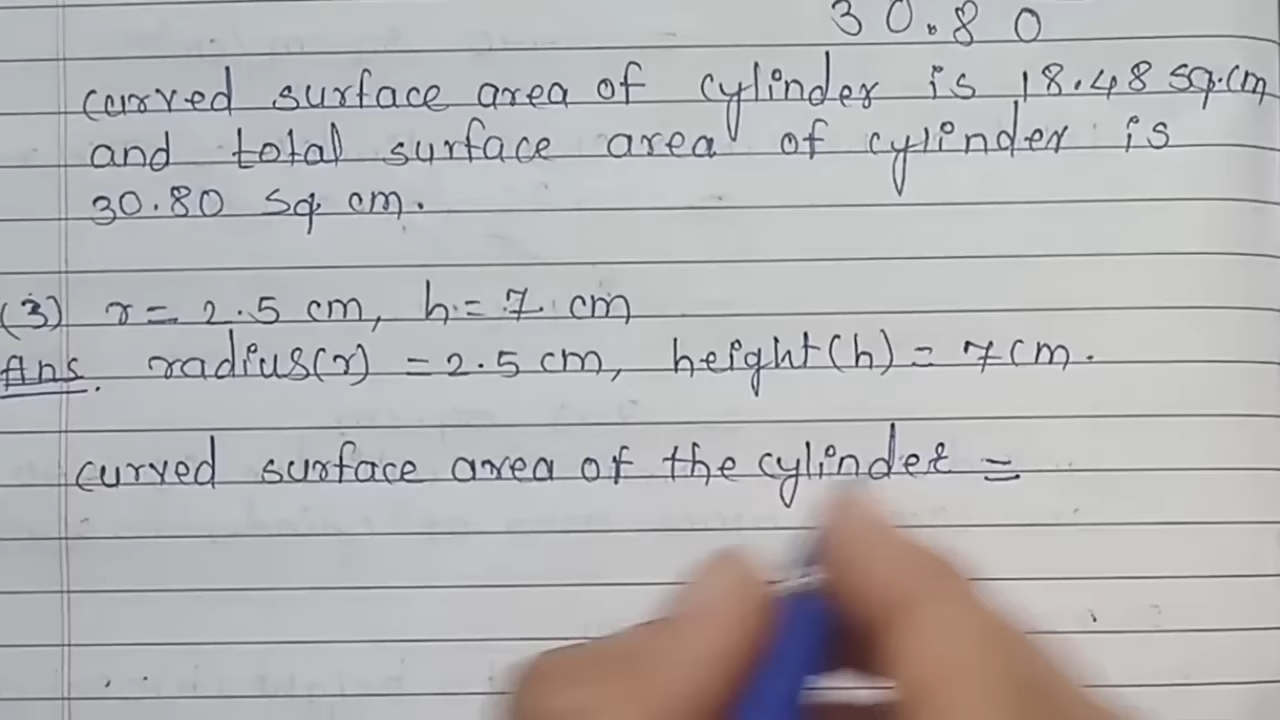 30.80
curved surface area of cylinder is 18.48 sq.cm
and total surface area of cylinder is
30.80 sq cm.
(3) r = 2.5 cm, h = 7 cm
Ans. radius(r) = 2.5 cm, height(h) = 7cm.
curved surface area of the cylinder =